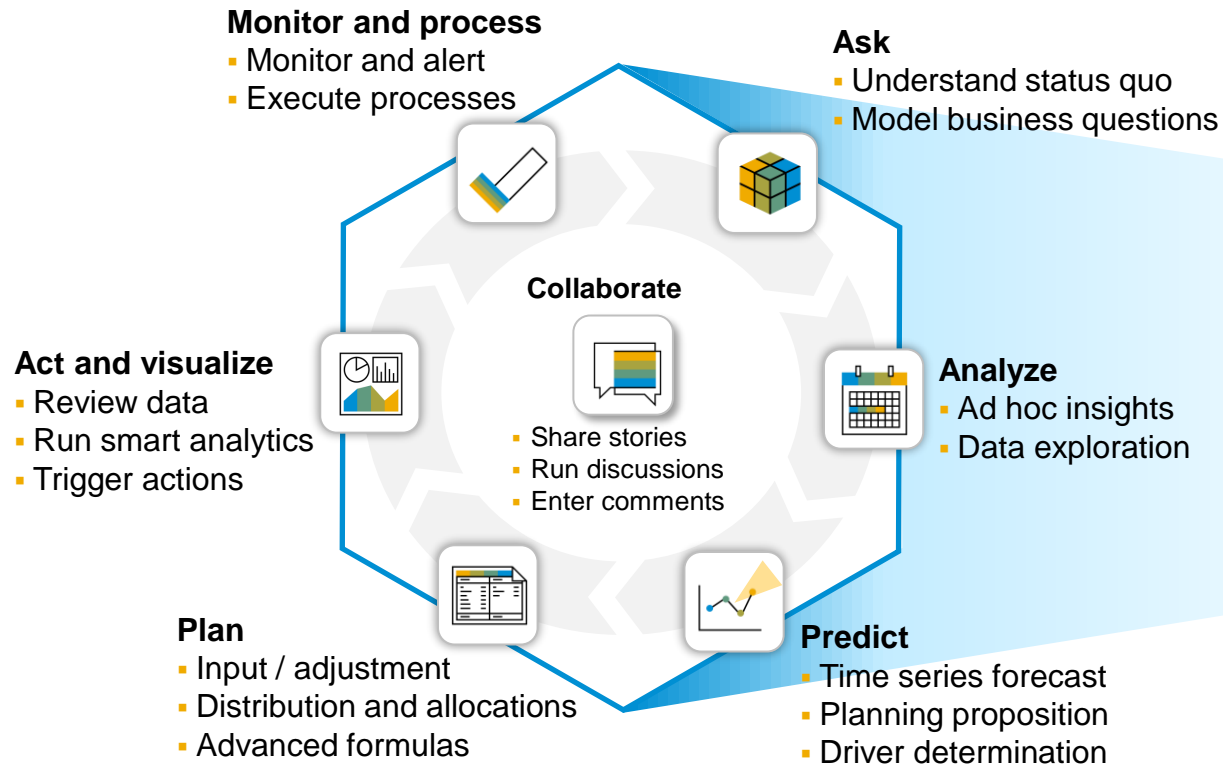 Monitor and process
▪ Monitor and alert
▪ Execute processes
Ask
▪ Understand status quo
▪ Model business questions
Collaborate
▪ Share stories
▪ Run discussions
▪ Enter comments
Act and visualize
▪ Review data
▪ Run smart analytics
▪ Trigger actions
Analyze
▪ Ad hoc insights
▪ Data exploration
Plan
▪ Input / adjustment
▪ Distribution and allocations
▪ Advanced formulas
Predict
▪ Time series forecast
▪ Planning proposition
▪ Driver determination